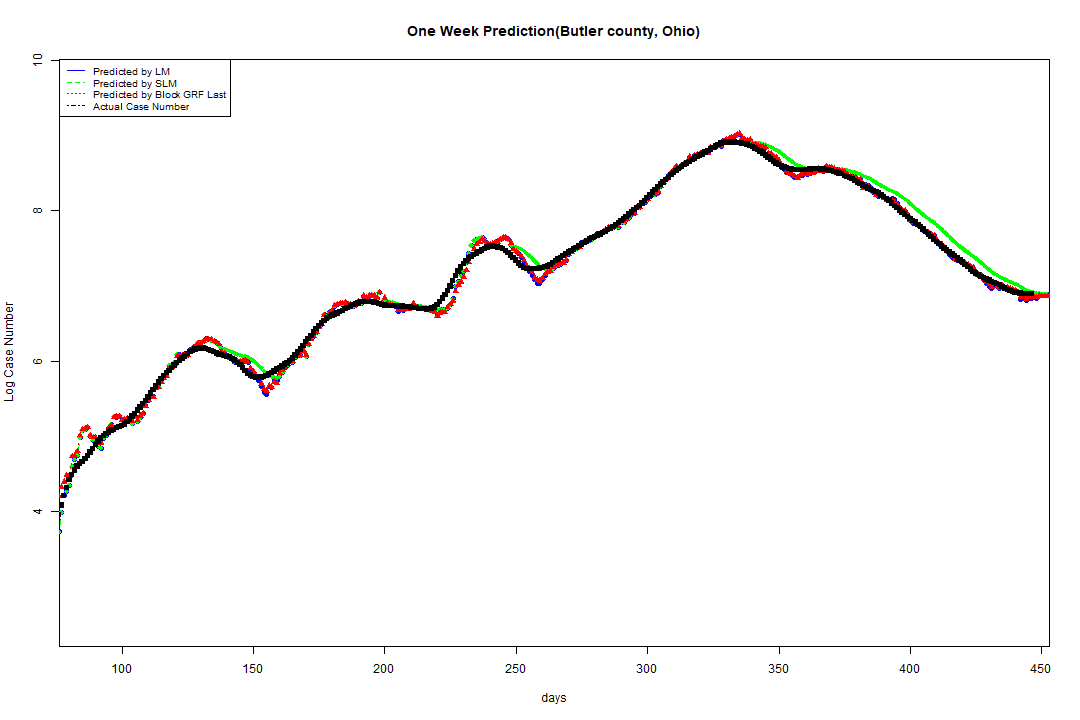 One Week Prediction(Butler county, Ohio)
Predicted by LM
Predicted by SLM
Predicted by Block GRF Last
Actual Case Number
10
8
6
4
Log Case Number
100 150 200 250 300 350 400 450
days